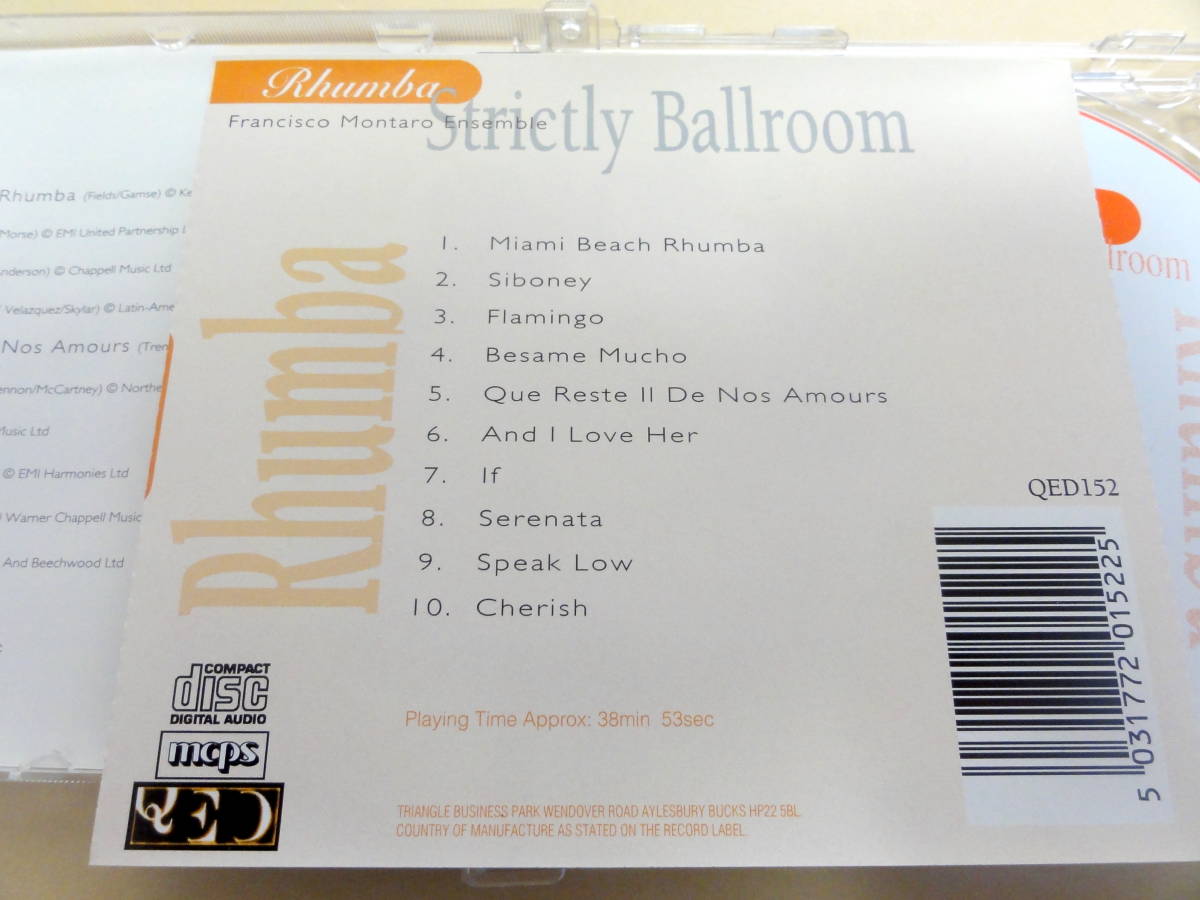 Rhumba
Strictly Ballroom
Francisco Montaro Ensemble
Rhumba
1. Miami Beach Rhumba
2. Siboney
3. Flamingo
4. Besame Mucho
5. Que Reste Il De Nos Amours
6. And I Love Her
7. If
8. Serenata
9. Speak Low
10. Cherish
QED152
5 031772 015225
Playing Time Approx: 38min 53sec
COMPACT
disc
DIGITAL AUDIO
mcps
QED
TRIANGLE BUSINESS PARK WENDOVER ROAD AYLESBURY BUCKS HP22 5BL.
COUNTRY OF MANUFACTURE AS STATED ON THE RECORD LABEL.
Rhumba (Fields/Gamse) © Ke
Morse) © EMI United Partnership L
nderson) © Chappell Music Ltd
Velazquez/Skylar) © Latin-Ame
Nos Amours (Tren
ennon/McCartney) © Northe
Music Ltd
© EMI Harmonies Ltd
Warner Chappell Music
And Beechwood Ltd
llroom